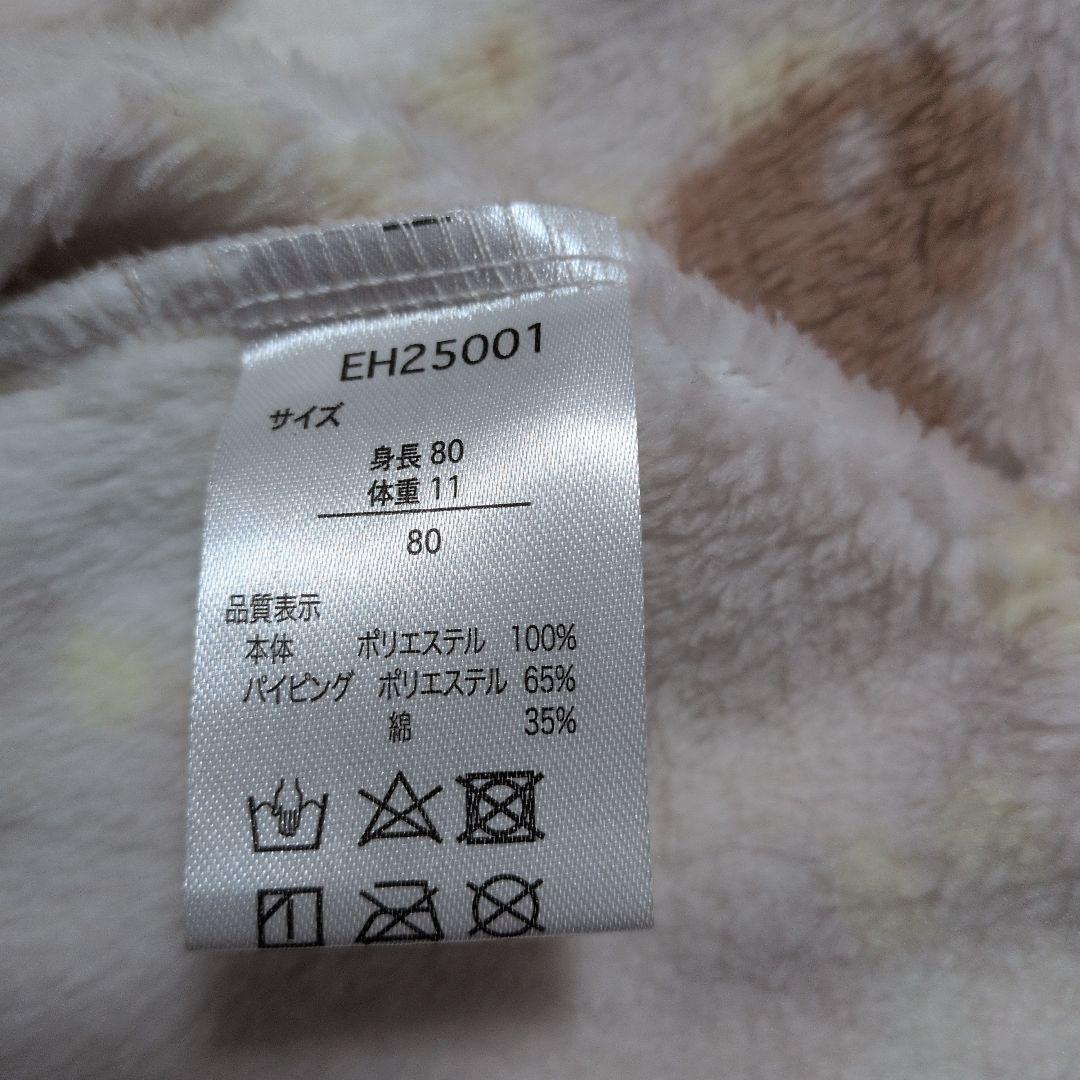 EH25001
サイズ
身長 80
体重 11
80
品質表示
本体 ポリエステル 100%
パイピング ポリエステル 65%
綿 35%